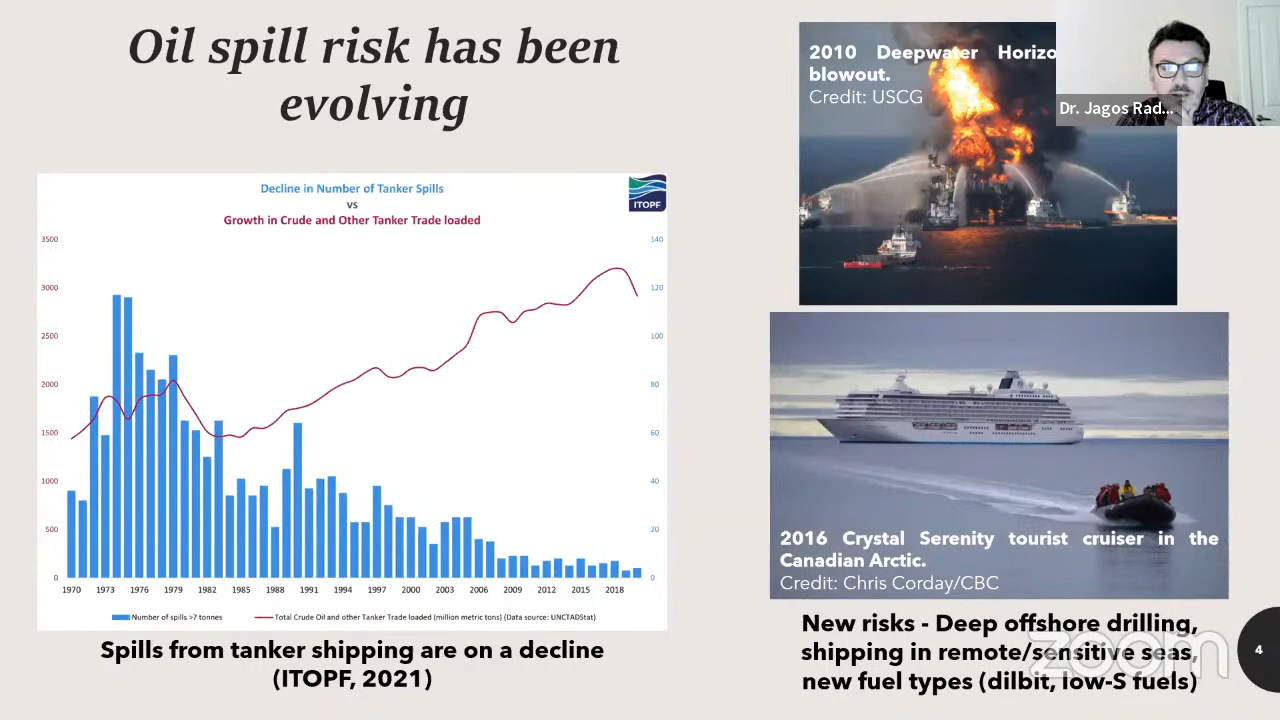 Oil spill risk has been
evolving
Decline in Number of Tanker Spills
vs
Growth in Crude and Other Tanker Trade loaded
ITOPF
3500
3000
2500
2000
1500
1000
500
0
140
120
100
80
60
40
20
0
1970 1973 1976 1979 1982 1985 1988 1991 1994 1997 2000 2003 2006 2009 2012 2015 2018
Number of spills >7 tonnes
Total Crude Oil and other Tanker Trade loaded (million metric tons) (Data source: UNCTADStat)
Spills from tanker shipping are on a decline
(ITOPF, 2021)
2010 Deepwater Horizo
blowout.
Credit: USCG
Dr. Jagos Rad...
2016 Crystal Serenity tourist cruiser in the
Canadian Arctic.
Credit: Chris Corday/CBC
New risks - Deep offshore drilling,
shipping in remote/sensitive seas,
new fuel types (dilbit, low-S fuels)
zoom
4